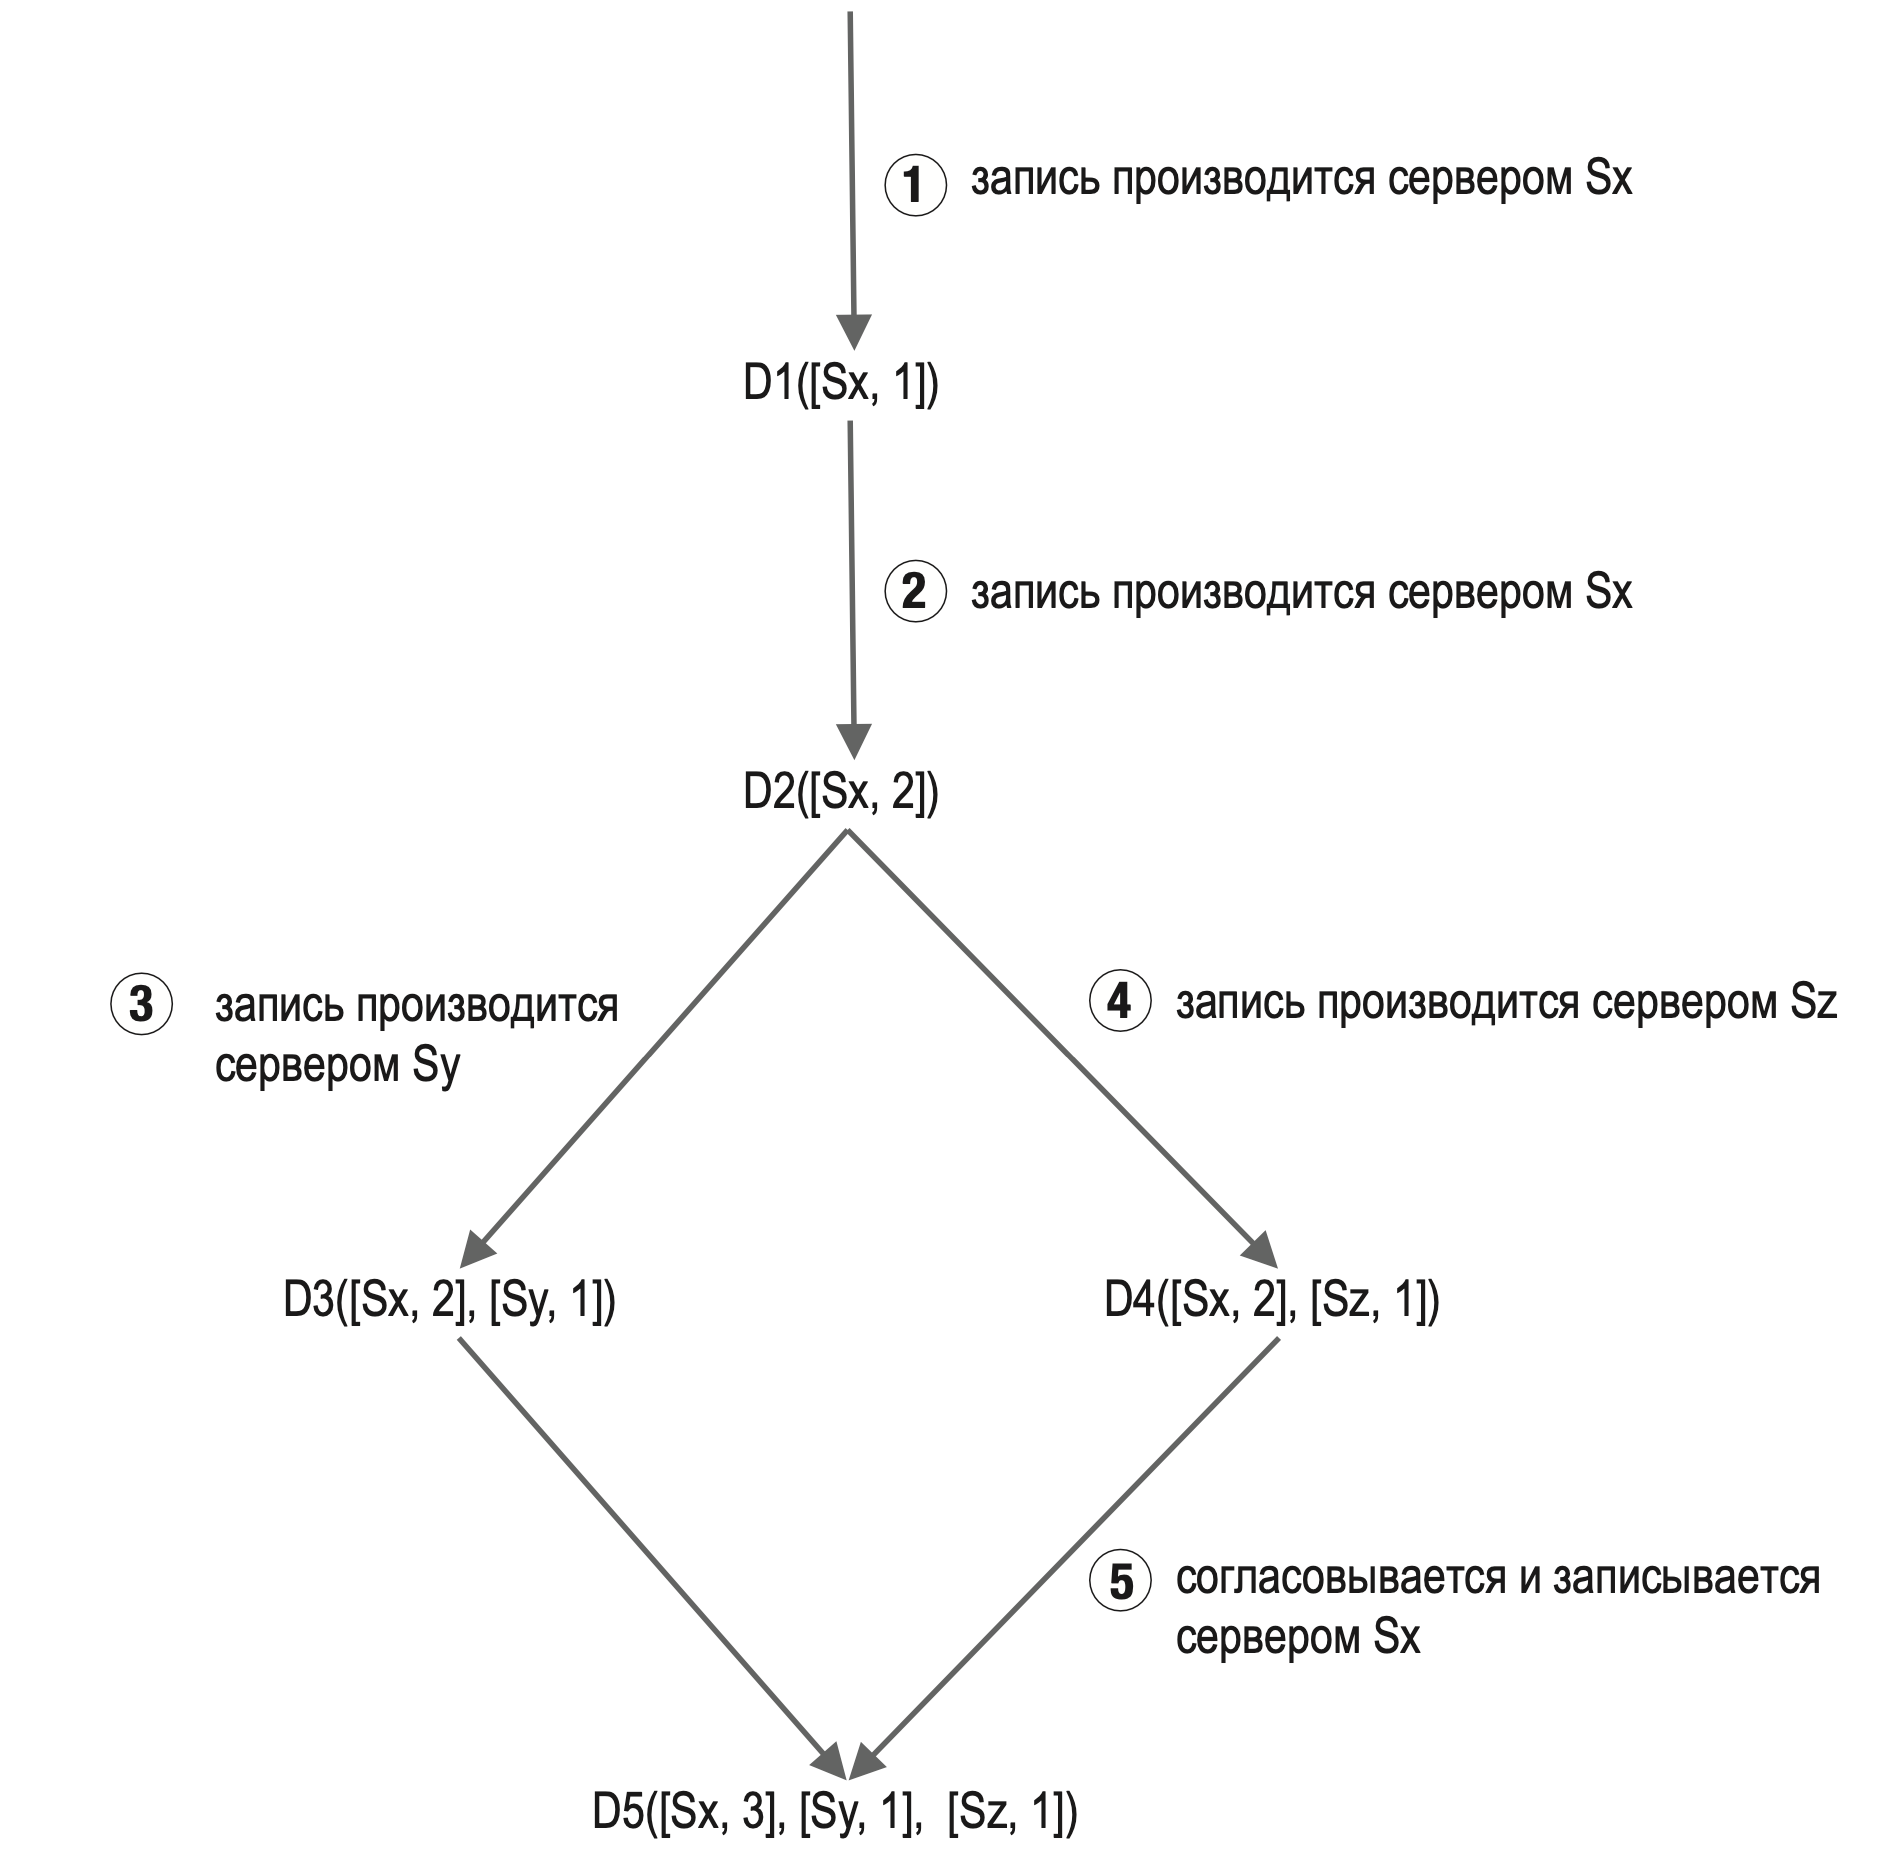 1 запись производится сервером Sx
D1([Sx, 1])
2 запись производится сервером Sx
D2([Sx, 2])
3 запись производится
сервером Sy
4 запись производится сервером Sz
D3([Sx, 2], [Sy, 1])
D4([Sx, 2], [Sz, 1])
5 согласовывается и записывается
сервером Sx
D5([Sx, 3], [Sy, 1], [Sz, 1])